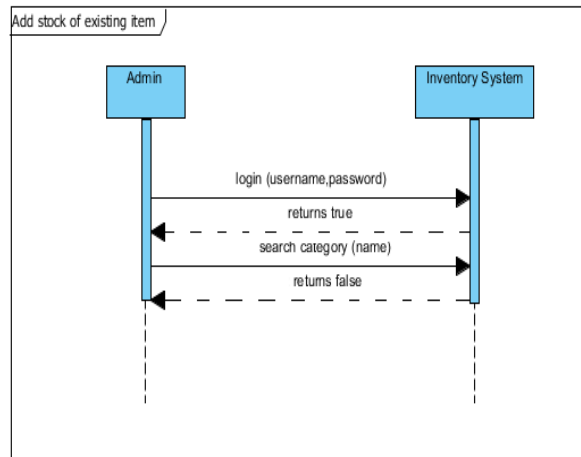 Add stock of existing item
Admin
Inventory System
login (username,password)
returns true
search category (name)
returns false